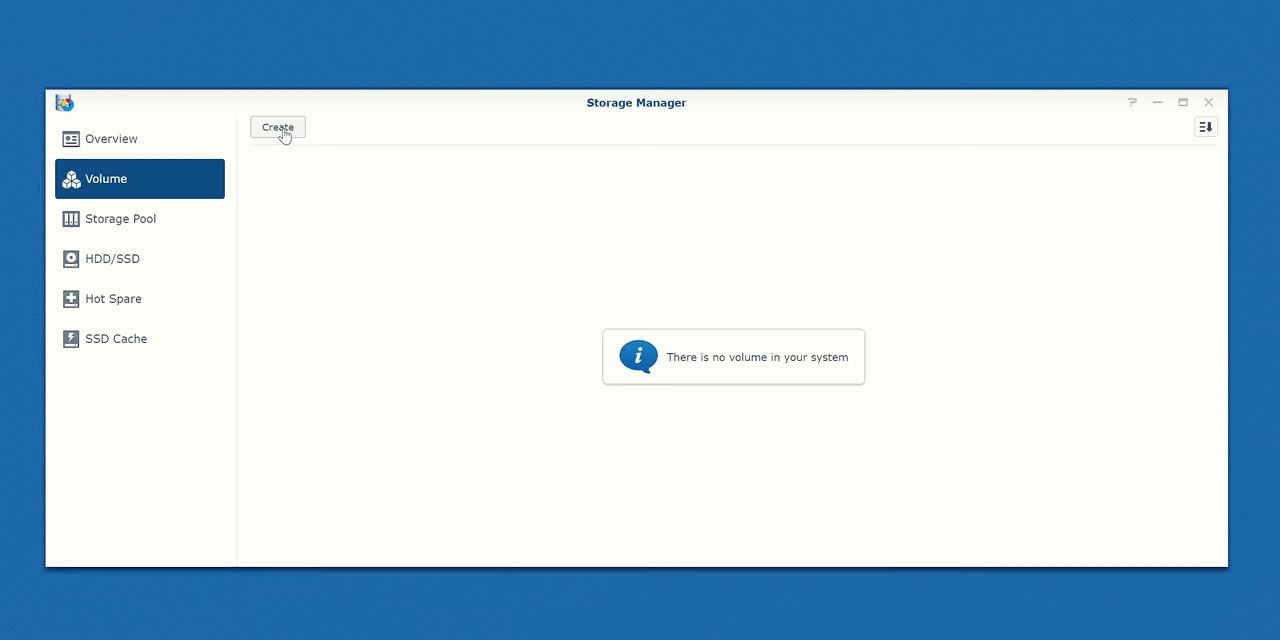 Storage Manager
Overview
Volume
Storage Pool
HDD/SSD
Hot Spare
SSD Cache
Create
There is no volume in your system